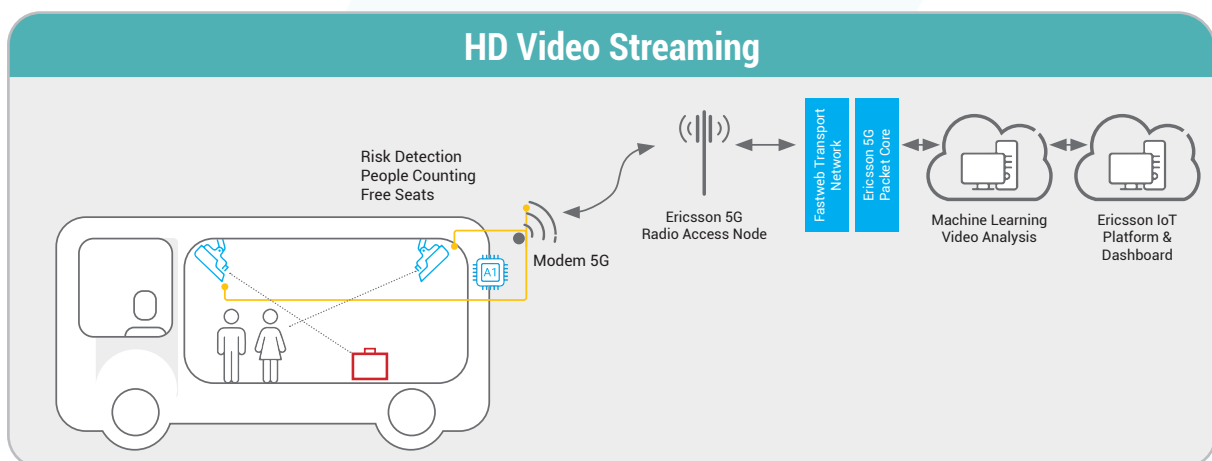 HD Video Streaming
Risk Detection
People Counting
Free Seats
A1
Modem 5G
Ericsson 5G
Radio Access Node
Fastweb Transport
Network
Ericsson 5G
Packet Core
Machine Learning
Video Analysis
Ericsson IoT
Platform &
Dashboard